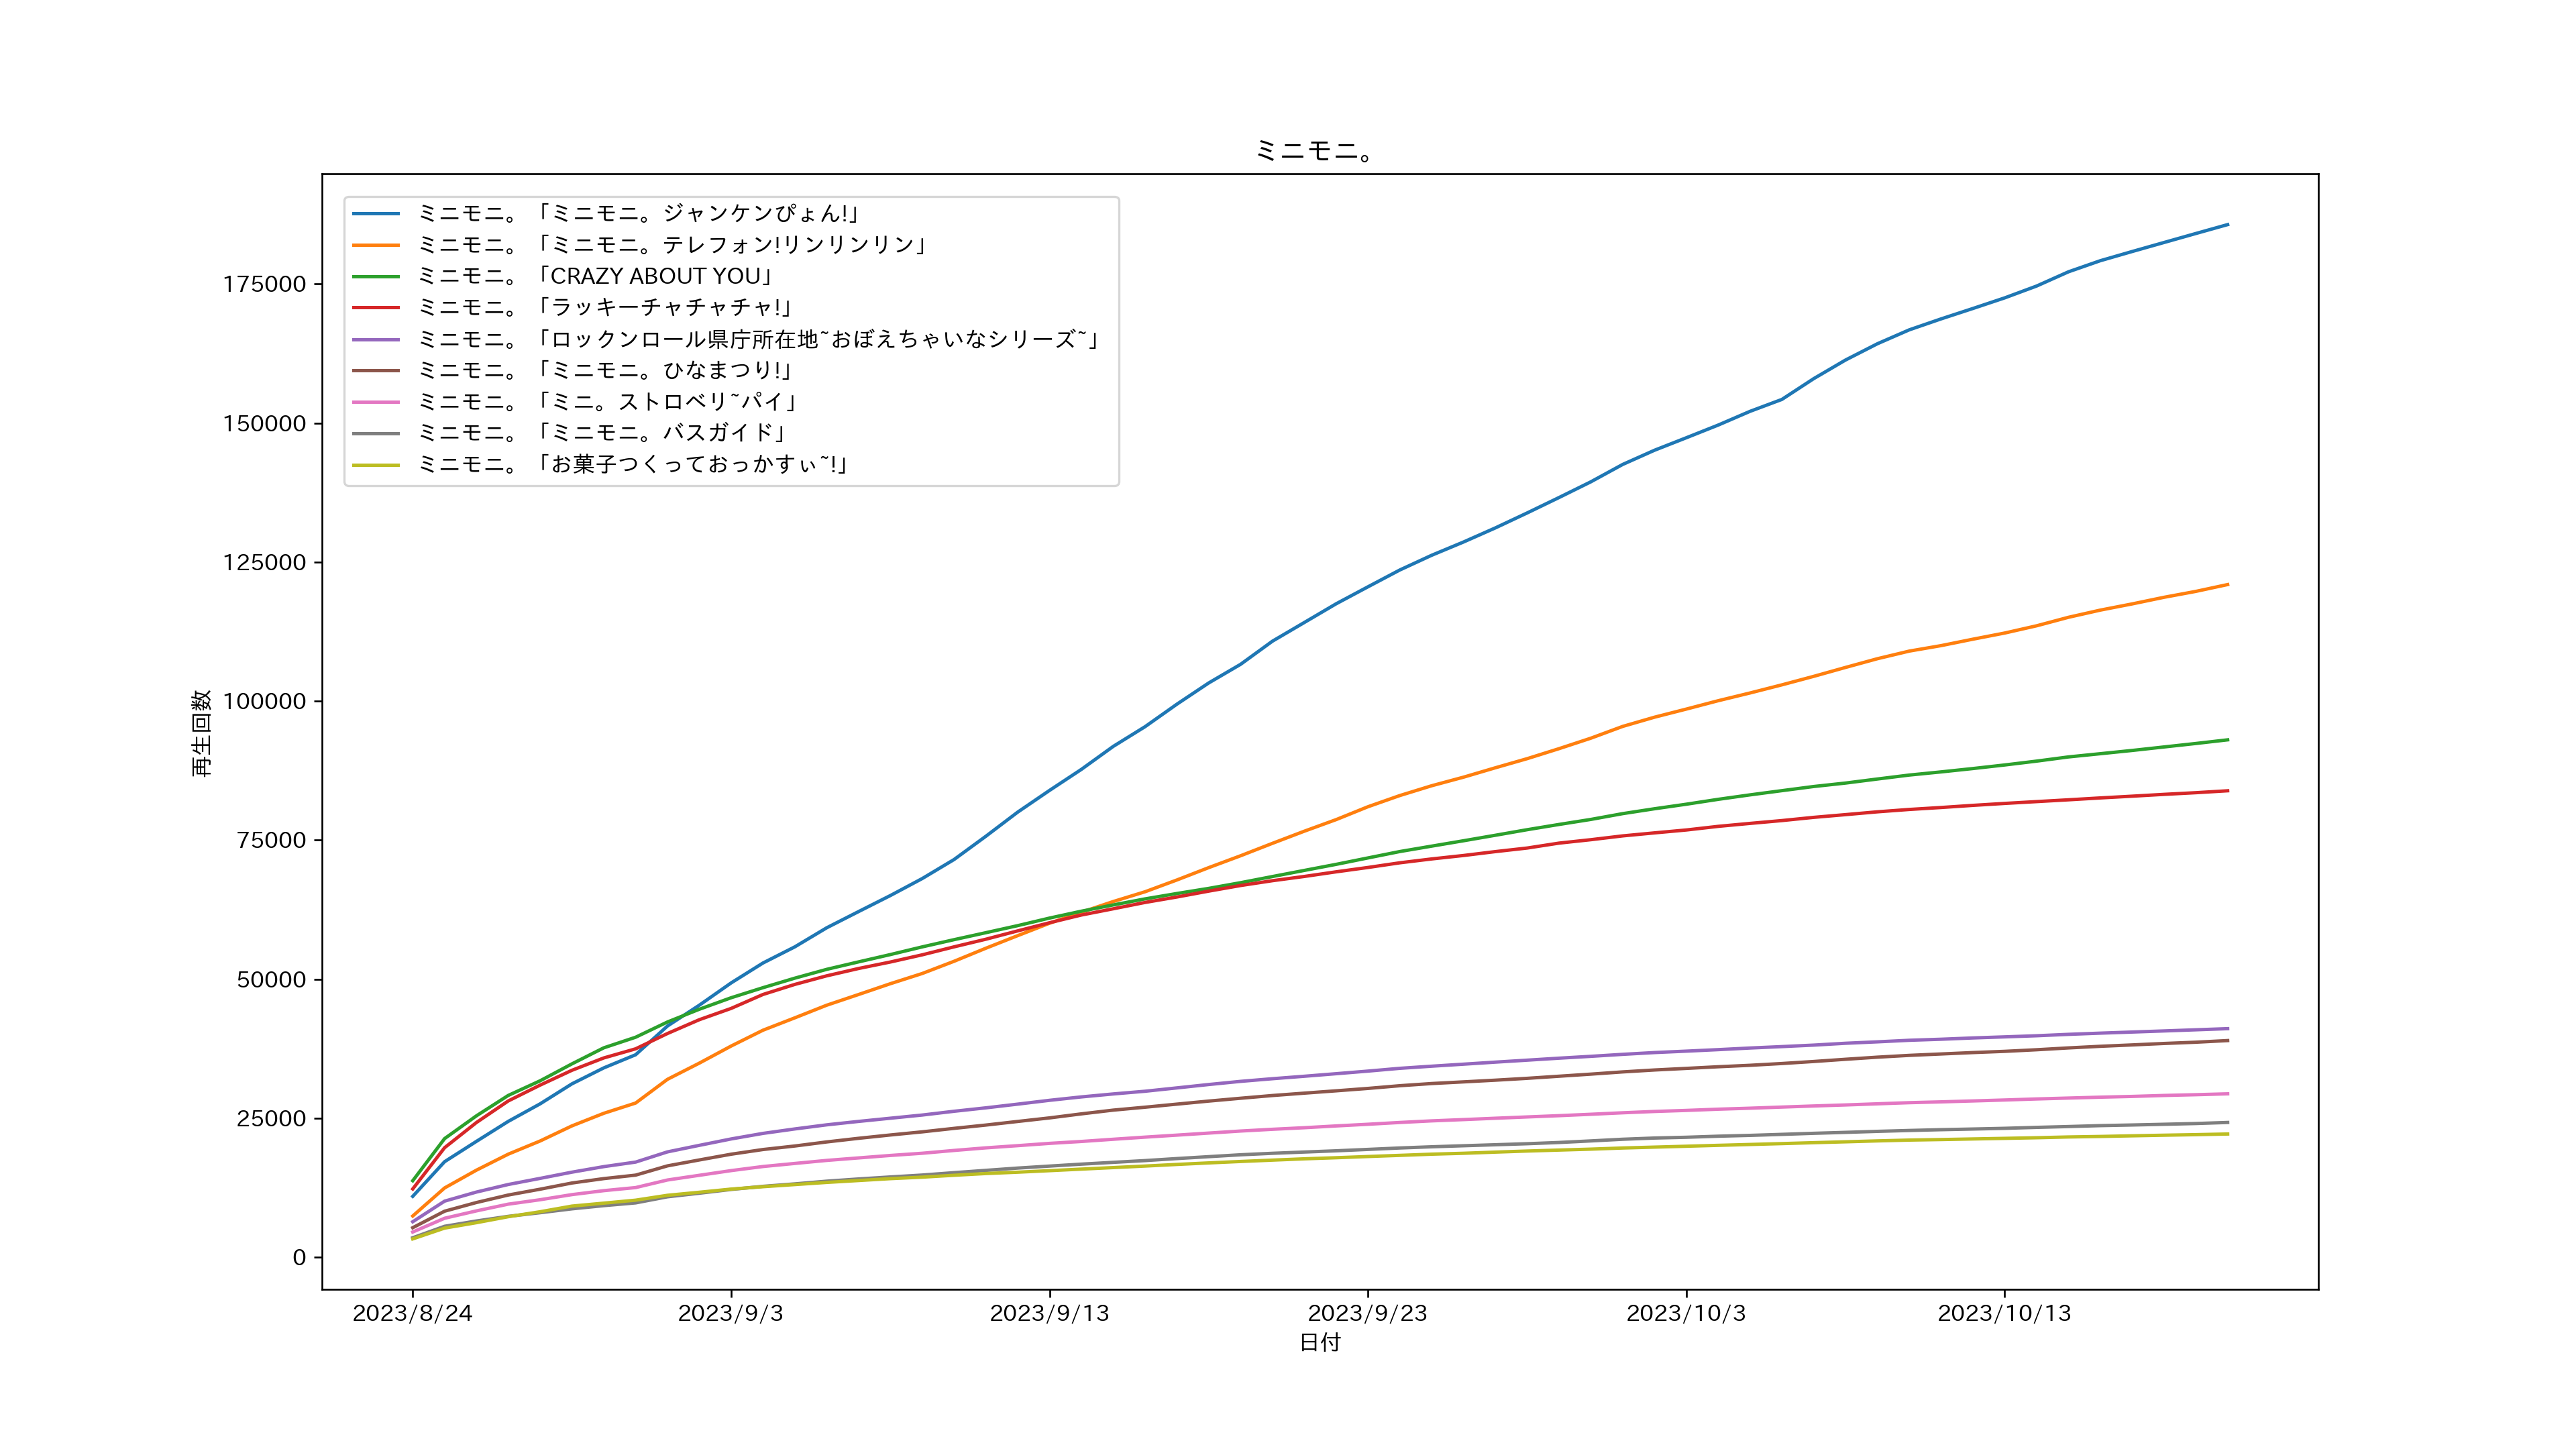 ミニモニ。
ミニモニ。「ミニモニ。ジャンケンぴょん!」
ミニモニ。「ミニモニ。テレフォン!リンリンリン」
ミニモニ。「CRAZY ABOUT YOU」
ミニモニ。「ラッキーチャチャチャ!」
ミニモニ。「ロックンロール県庁所在地~おぼえちゃいなシリーズ~」
ミニモニ。「ミニモニ。ひなまつり!」
ミニモニ。「ミニ。ストロベリ~パイ」
ミニモニ。「ミニモニ。バスガイド」
ミニモニ。「お菓子つくっておっかすぃ~!」
再生回数
175000
150000
125000
100000
75000
50000
25000
0
2023/8/24 2023/9/3 2023/9/13 2023/9/23 2023/10/3 2023/10/13
日付